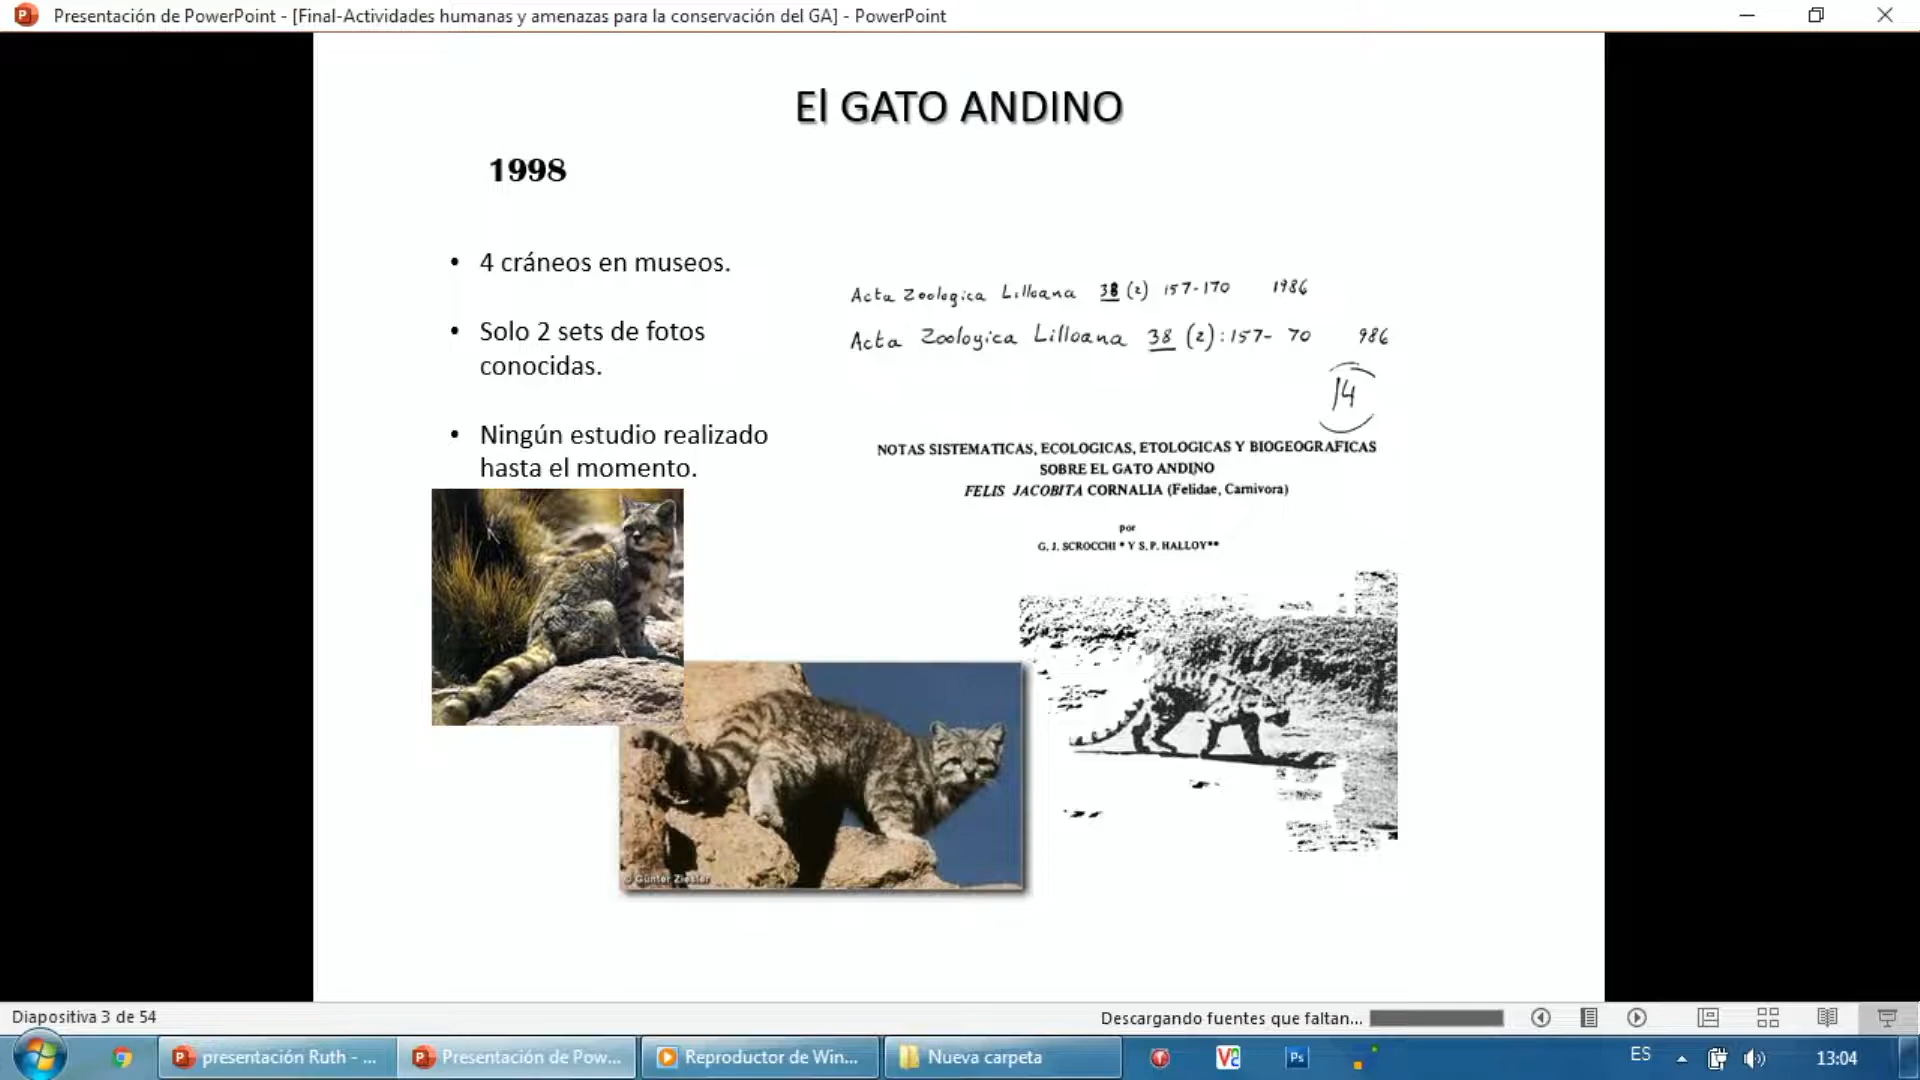 Presentación de PowerPoint - [Final-Actividades humanas y amenazas para la conservación del GA] - PowerPoint
El GATO ANDINO
1998
• 4 cráneos en museos.
• Solo 2 sets de fotos
conocidas.
• Ningún estudio realizado
hasta el momento.
Acta Zoologica Lilloana 38 (2) 157-170 1986
Acta Zoologica Lilloana 38 (2): 157- 70 986
14
NOTAS SISTEMATICAS, ECOLOGICAS, ETOLOGICAS Y BIOGEOGRAFICAS
SOBRE EL GATO ANDINO
FELIS JACOBITA CORNALIA (Felidae, Carnivora)
por
G. J. SCROCCHI * Y S. P. HALLOY**
© Günter Ziesler
Diapositiva 3 de 54
Descargando fuentes que faltan...
presentación Ruth - ...
Presentación de Pow...
Reproductor de Win...
Nueva carpeta
Ps
ES
13:04